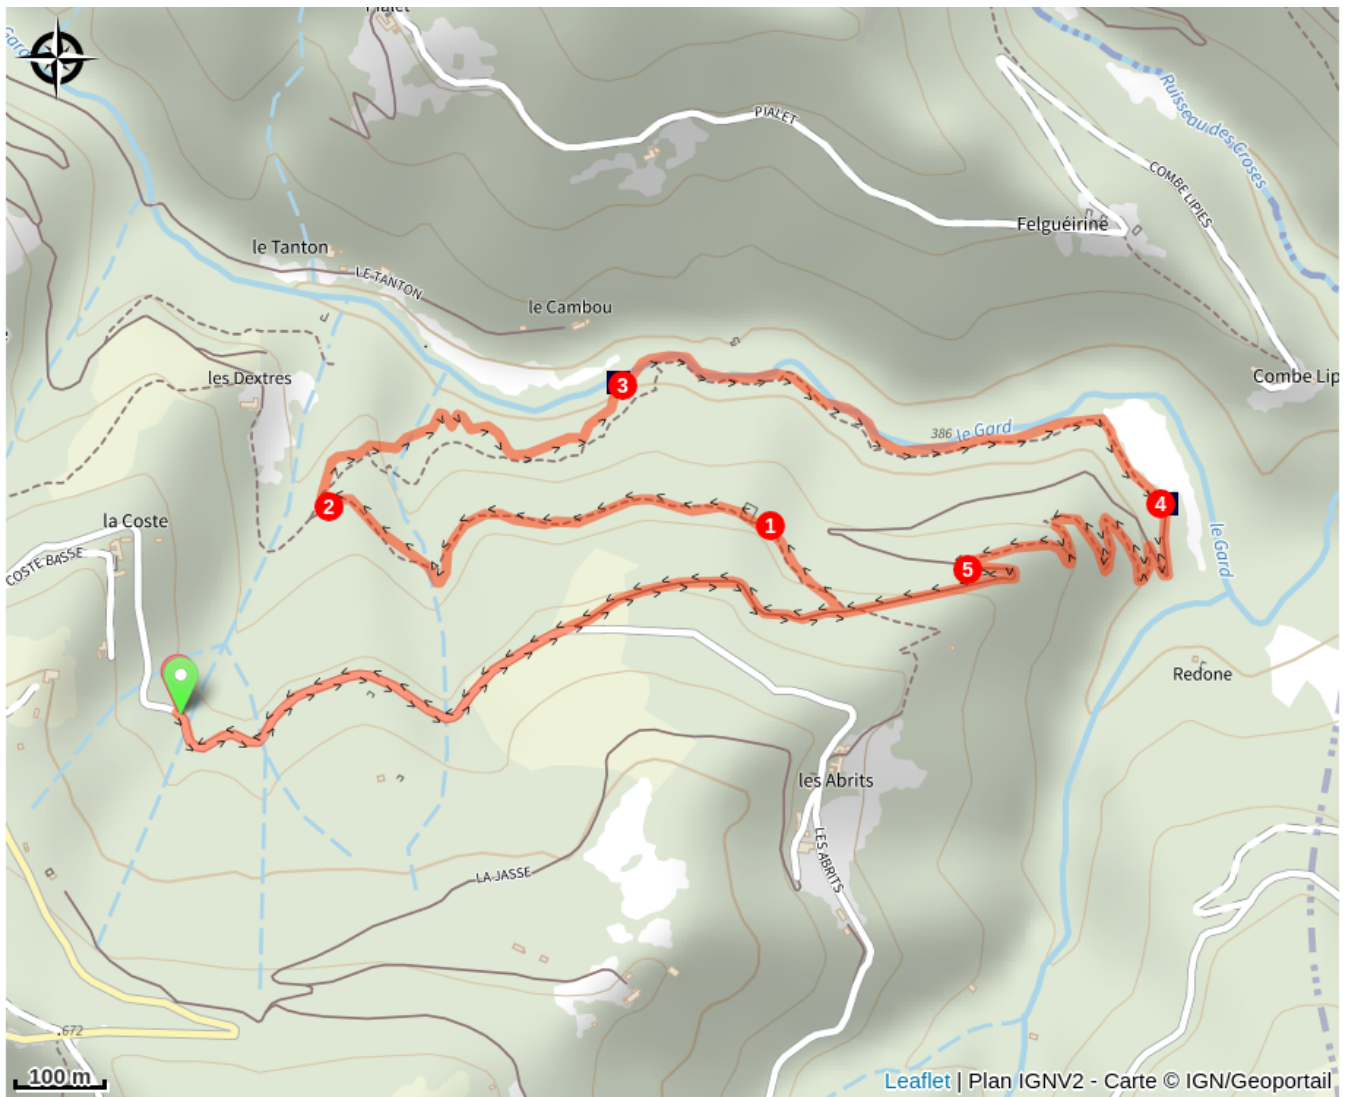 Pialet
Gard
Ruisseau des Croses
PIALET
COMBE LIPIES
Felguéirine
le Tanton
LE TANTON
le Cambou
les Dextres
3
Combe Lip
386
le Gard
2
4
la Coste
1
le Gard
COSTE BASSE
5
Redone
les Abrits
LES ABRITS
LA JASSE
672
100 m
Leaflet | Plan IGNV2 - Carte © IGN/Geoportail